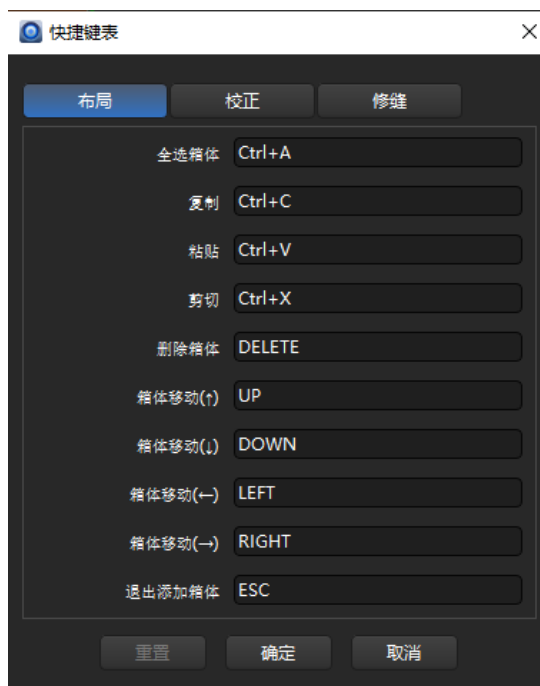 快捷键表
布局 校正 修缝
全选箱体 Ctrl+A
复制 Ctrl+C
粘贴 Ctrl+V
剪切 Ctrl+X
删除箱体 DELETE
箱体移动(↑) UP
箱体移动(↓) DOWN
箱体移动(←) LEFT
箱体移动(→) RIGHT
退出添加箱体 ESC
重置 确定 取消